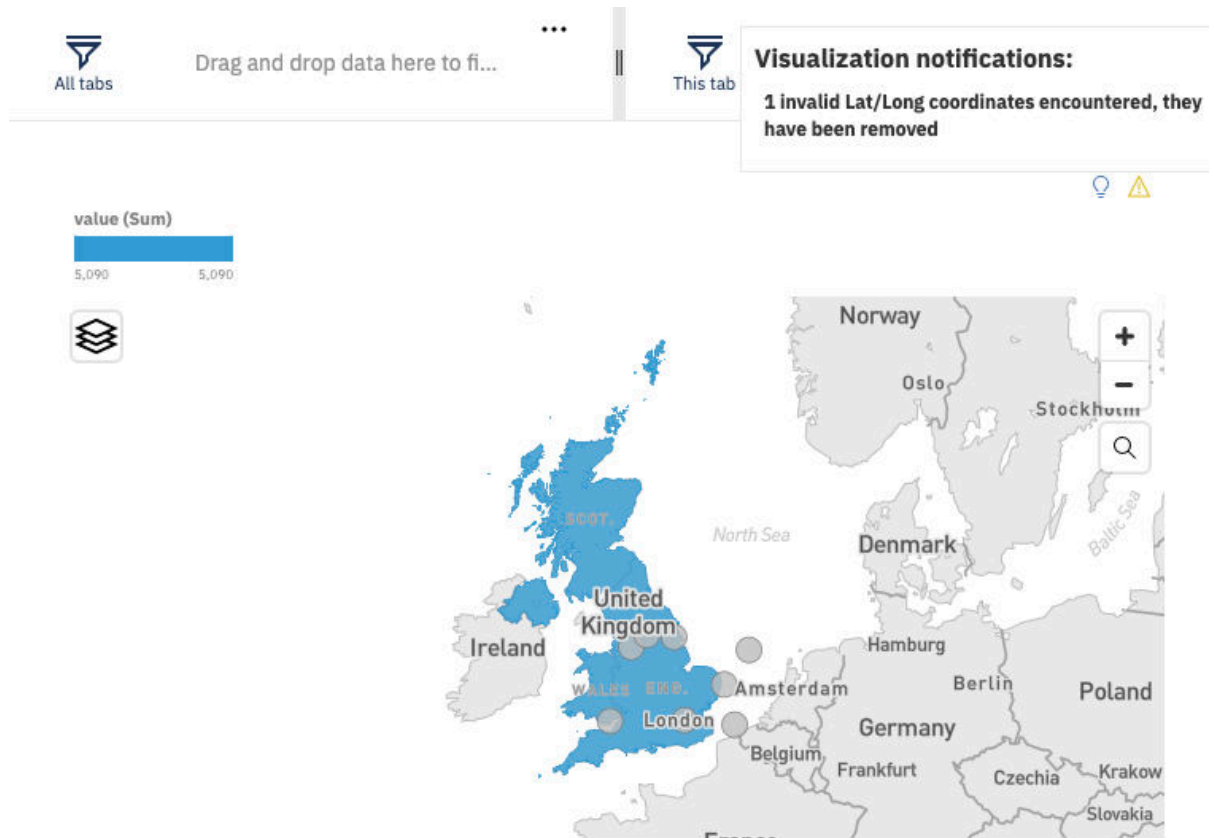 All tabs
Drag and drop data here to fi...
This tab
Visualization notifications:
1 invalid Lat/Long coordinates encountered, they
have been removed
value (Sum)
5,090
5,090
Norway
Oslo
Stockholm
SCOT.
North Sea
Baltic Sea
Denmark
United
Kingdom
Ireland
Hamburg
WALES
ENG.
Amsterdam
Berlin
Poland
London
Germany
Belgium
Frankfurt
Czechia
Krakow
Slovakia
France